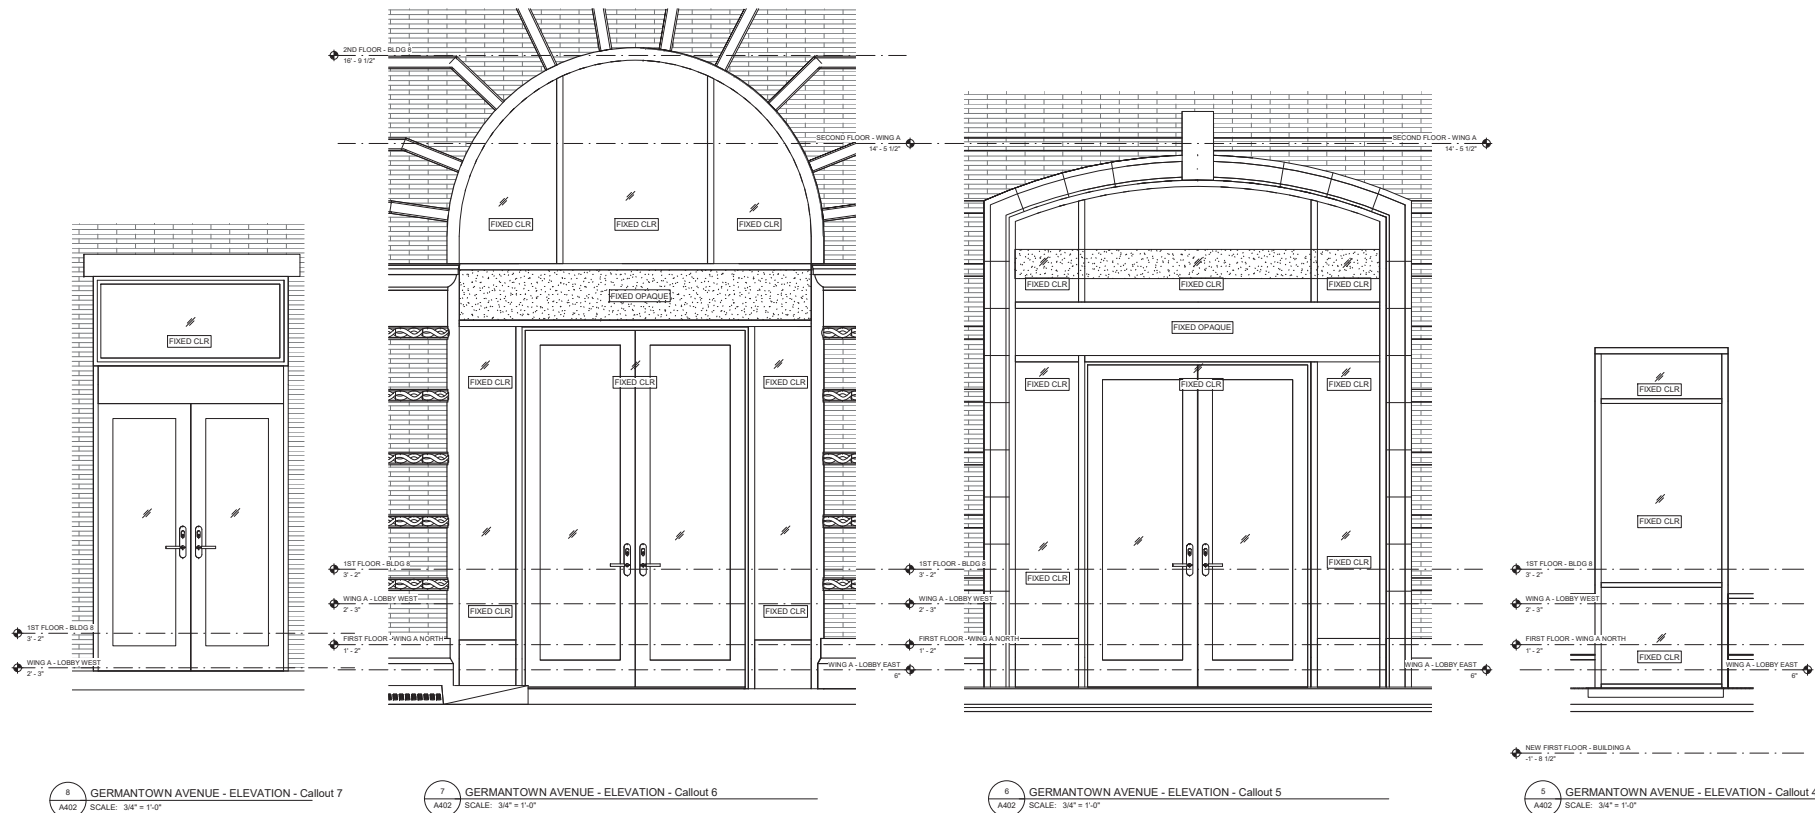 2ND FLOOR - BLDG 8
16' - 9 1/2"
SECOND FLOOR - WING A
14' - 5 1/2"
SECOND FLOOR - WING A
14' - 5 1/2"
FIXED CLR
FIXED CLR
FIXED CLR
FIXED CLR
FIXED CLR
FIXED CLR
FIXED OPAQUE
FIXED OPAQUE
FIXED CLR
FIXED CLR
FIXED CLR
FIXED CLR
FIXED CLR
FIXED CLR
FIXED CLR
FIXED CLR
FIXED CLR
FIXED CLR
FIXED CLR
1ST FLOOR - BLDG 8
3' - 2"
1ST FLOOR - BLDG 8
3' - 2"
1ST FLOOR - BLDG 8
3' - 2"
FIXED CLR
WING A - LOBBY WEST
2' - 3"
WING A - LOBBY WEST
2' - 3"
WING A - LOBBY WEST
2' - 3"
FIXED CLR
FIXED CLR
1ST FLOOR - BLDG 8
3' - 2"
FIRST FLOOR - WING A NORTH
1' - 2"
FIRST FLOOR - WING A NORTH
1' - 2"
FIRST FLOOR - WING A NORTH
1' - 2"
FIXED CLR
WING A - LOBBY WEST
2' - 3"
WING A - LOBBY EAST
6"
WING A - LOBBY EAST
6"
WING A - LOBBY EAST
6"
NEW FIRST FLOOR - BUILDING A
-1' - 8 1/2"
8
A402
GERMANTOWN AVENUE - ELEVATION - Callout 7
SCALE: 3/4" = 1'-0"
7
A402
GERMANTOWN AVENUE - ELEVATION - Callout 6
SCALE: 3/4" = 1'-0"
6
A402
GERMANTOWN AVENUE - ELEVATION - Callout 5
SCALE: 3/4" = 1'-0"
5
A402
GERMANTOWN AVENUE - ELEVATION - Callout 4
SCALE: 3/4" = 1'-0"